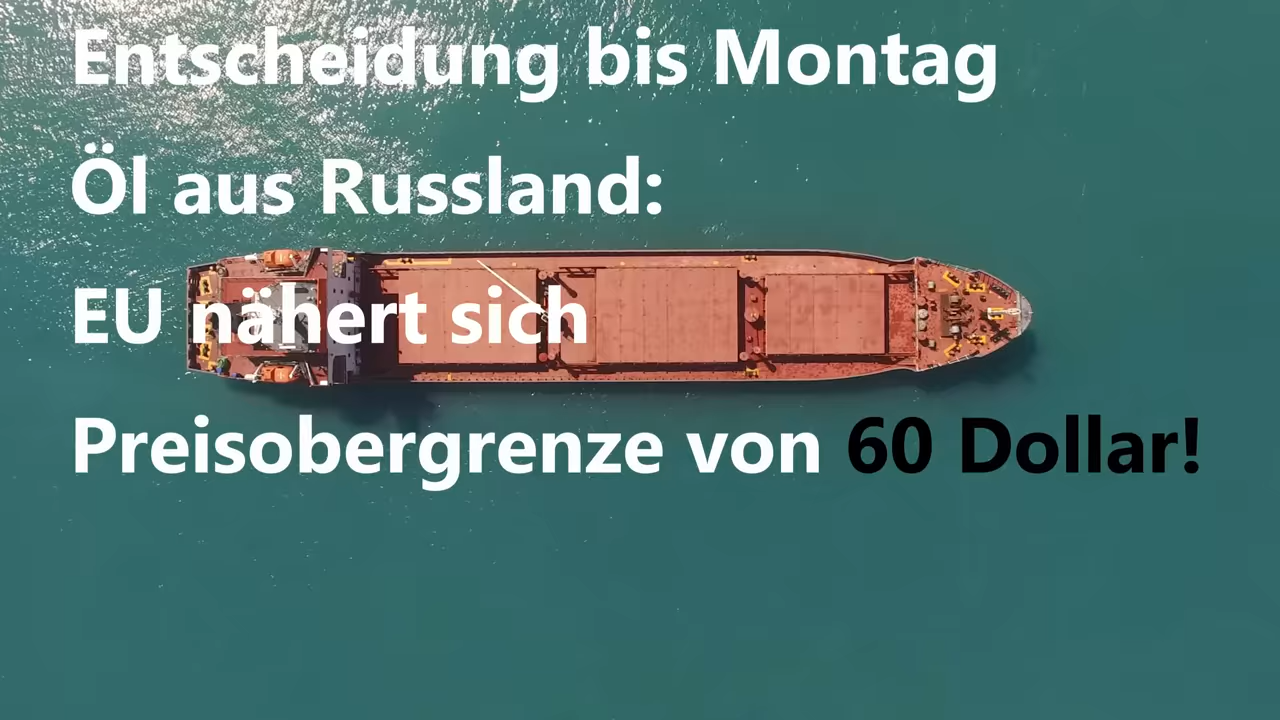 Entscheidung bis Montag
Öl aus Russland:
EU nähert sich
Preisobergrenze von 60 Dollar!